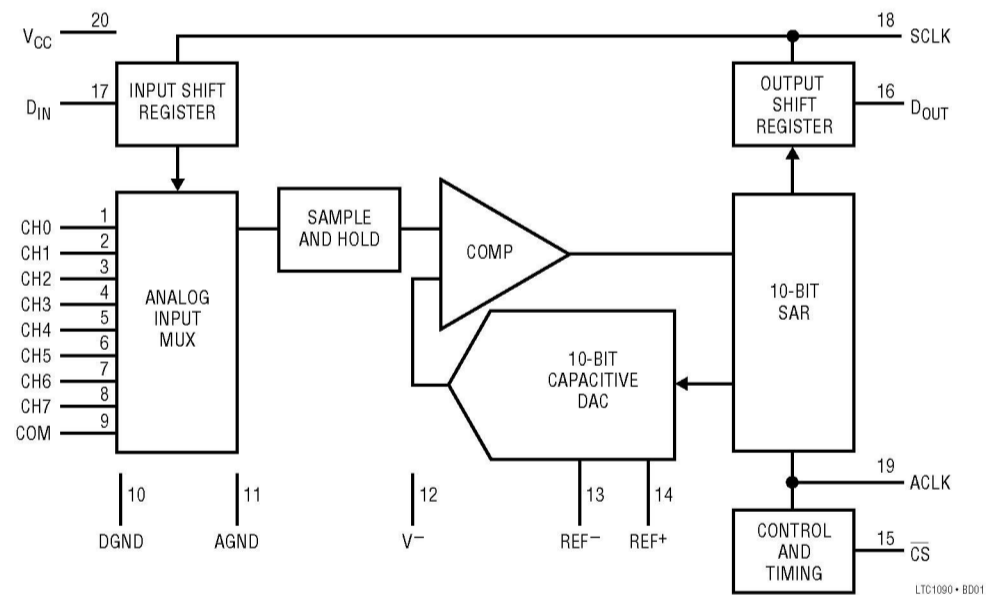 20
VCC
18
SCLK
17
DIN
INPUT SHIFT
REGISTER
OUTPUT
SHIFT
REGISTER
16
DOUT
1
CH0
2
CH1
3
CH2
4
CH3
5
CH4
6
CH5
7
CH6
8
CH7
9
COM
ANALOG
INPUT
MUX
SAMPLE
AND HOLD
COMP
10-BIT
CAPACITIVE
DAC
10-BIT
SAR
19
ACLK
10
DGND
11
AGND
12
V−
13
REF−
14
REF+
CONTROL
AND
TIMING
15
C̅S̅
LTC1090 • BD01